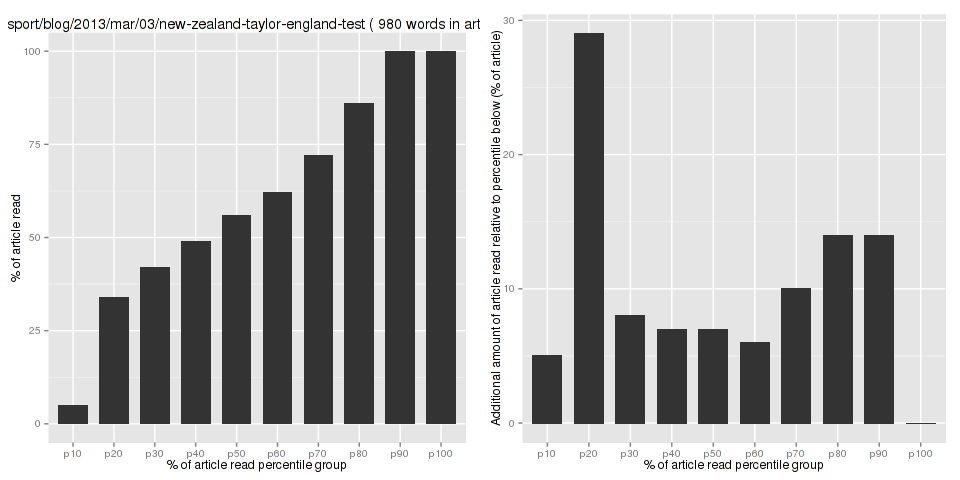 sport/blog/2013/mar/03/new-zealand-taylor-england-test ( 980 words in art
100
75
50
25
0
% of article read
p10 p20 p30 p40 p50 p60 p70 p80 p90 p100
% of article read percentile group
30
20
10
0
Additional amount of article read relative to percentile below (% of article)
p10 p20 p30 p40 p50 p60 p70 p80 p90 p100
% of article read percentile group